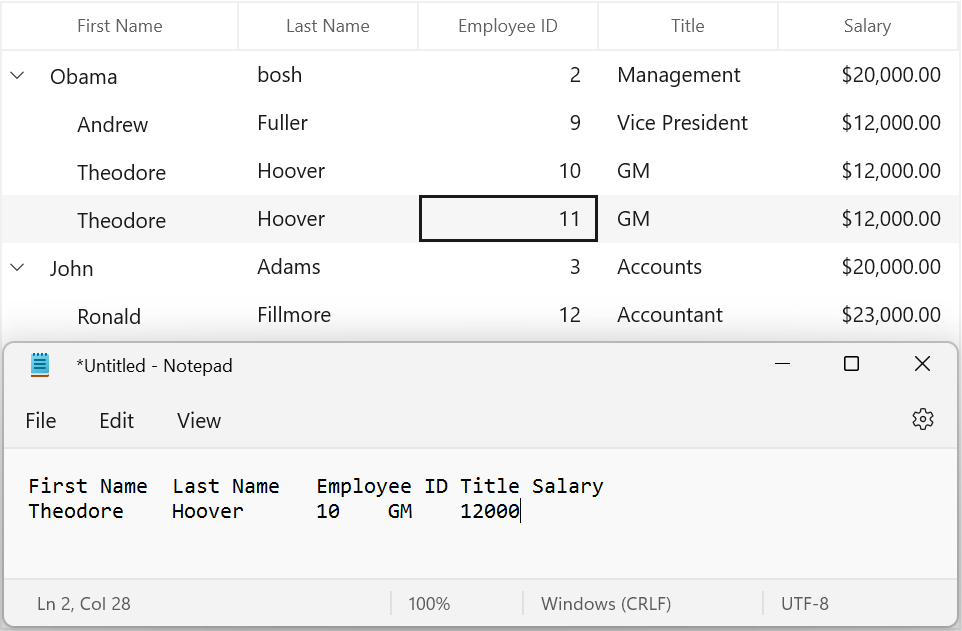 First Name Last Name Employee ID Title Salary
Obama bosh 2 Management $20,000.00
Andrew Fuller 9 Vice President $12,000.00
Theodore Hoover 10 GM $12,000.00
Theodore Hoover 11 GM $12,000.00
John Adams 3 Accounts $20,000.00
Ronald Fillmore 12 Accountant $23,000.00
*Untitled - Notepad
File Edit View
First Name Last Name Employee ID Title Salary
Theodore Hoover 10 GM 12000
Ln 2, Col 28 100% Windows (CRLF) UTF-8